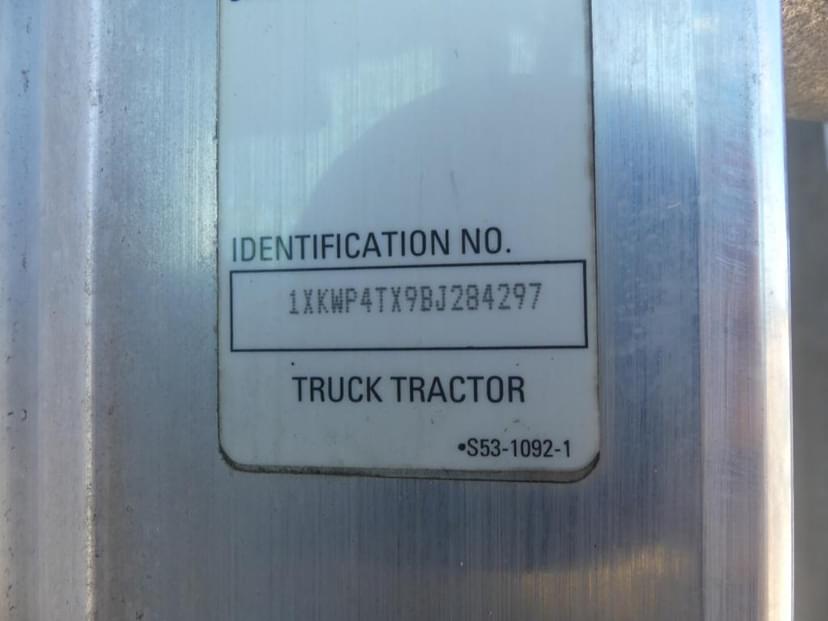 IDENTIFICATION NO.
1XKWP4TX9BJ284297
TRUCK TRACTOR
•S53-1092-1